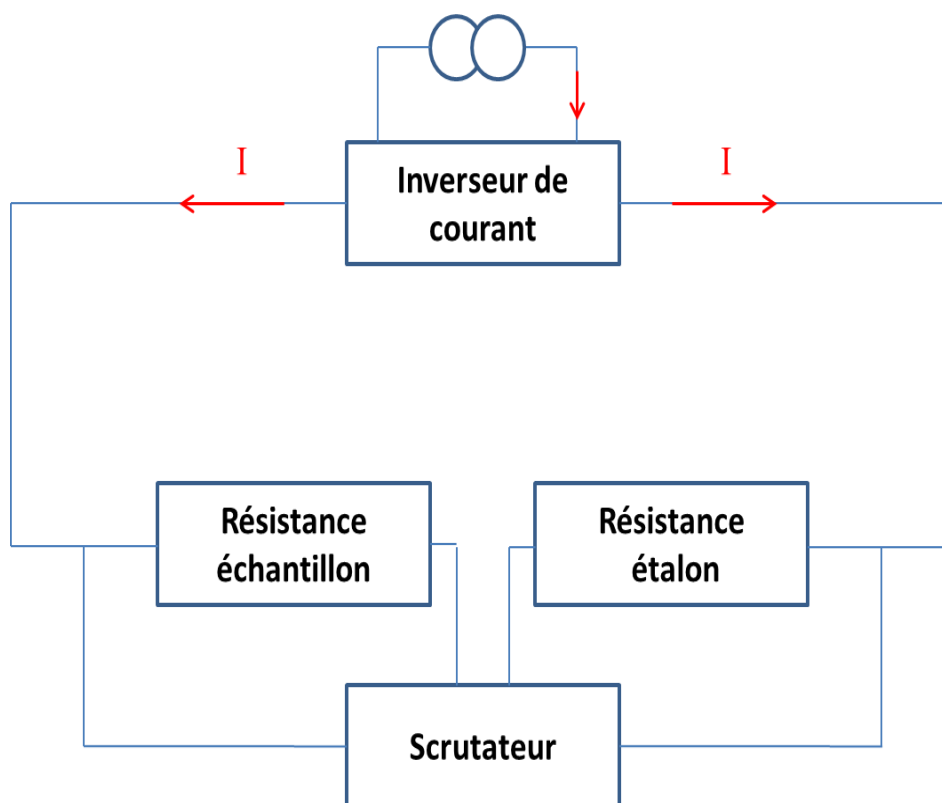 I
I
Inverseur de
courant
Résistance
échantillon
Résistance
étalon
Scrutateur